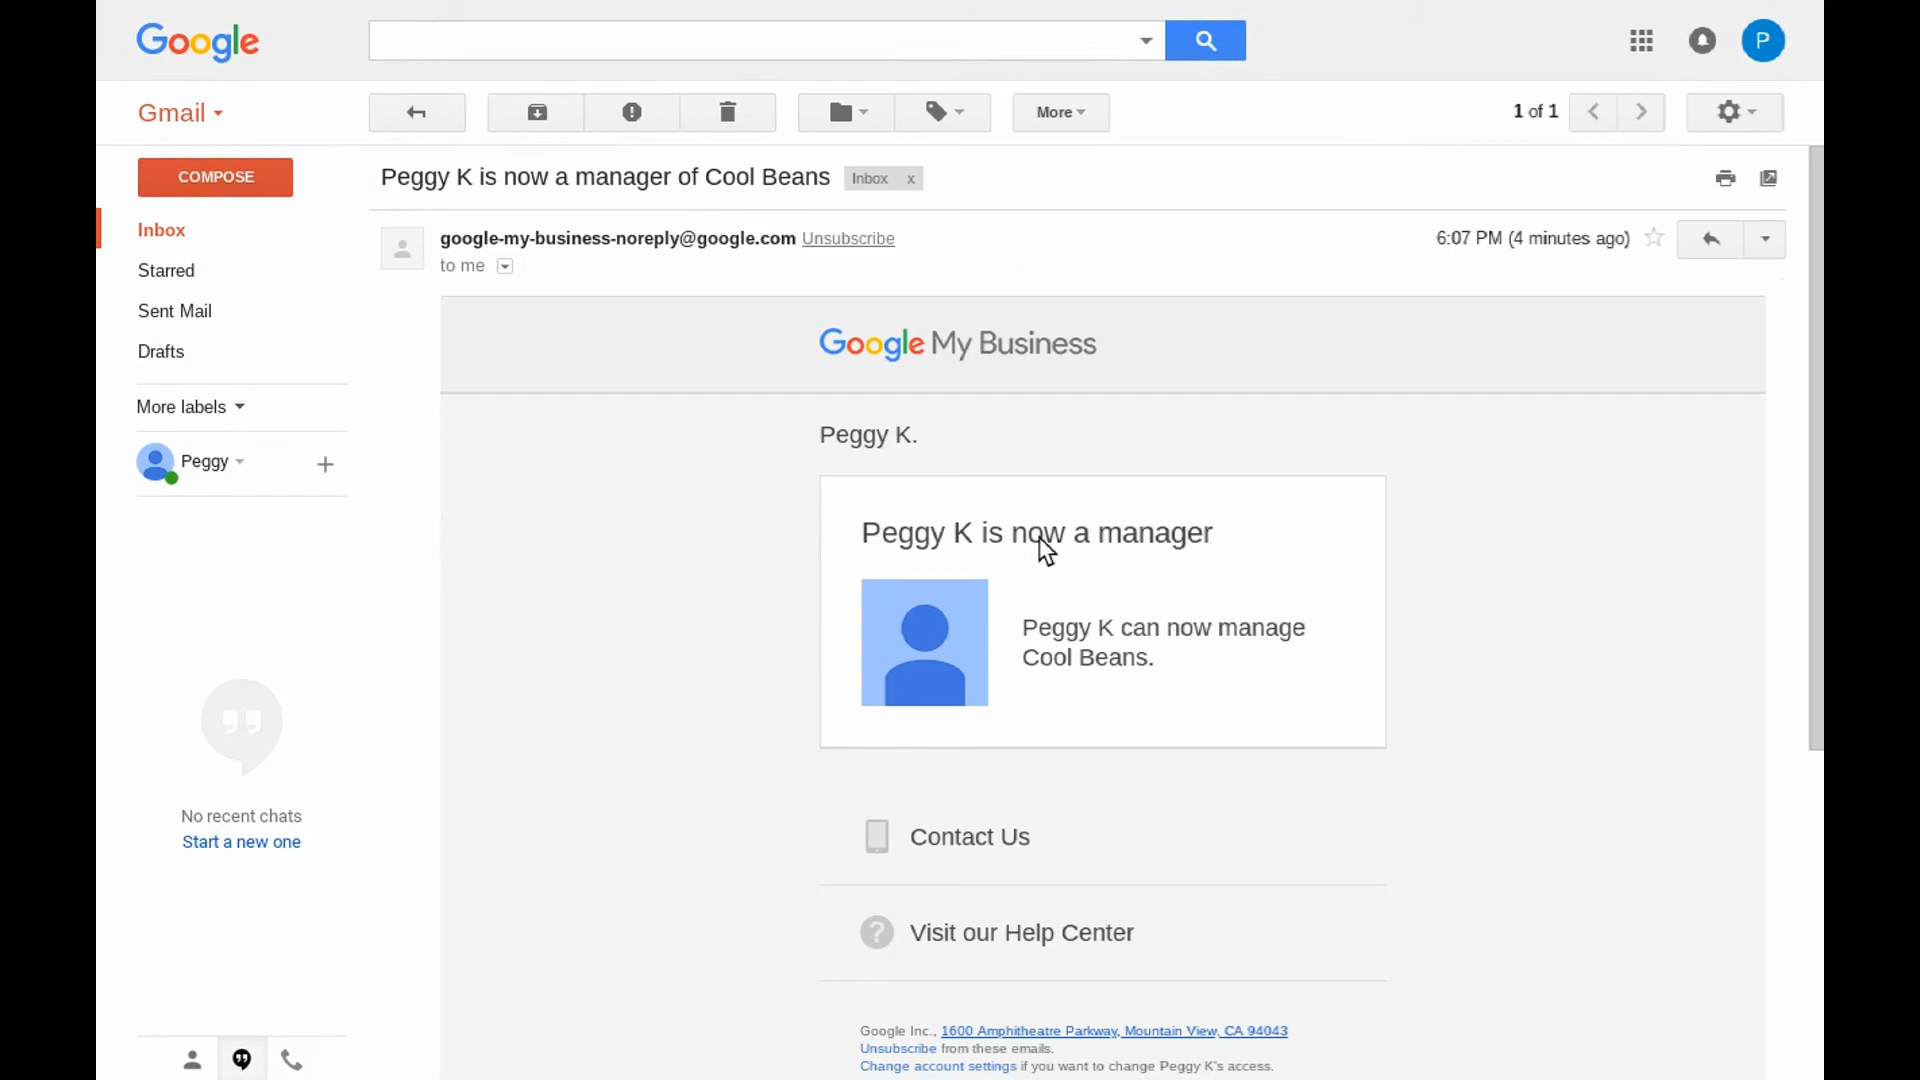 Google
P
Gmail
More
1 of 1
COMPOSE
Peggy K is now a manager of Cool Beans
Inbox x
Inbox
google-my-business-noreply@google.com Unsubscribe
6:07 PM (4 minutes ago)
to me
Starred
Sent Mail
Drafts
More labels
Peggy
Google My Business
Peggy K.
Peggy K is now a manager
Peggy K can now manage
Cool Beans.
No recent chats
Start a new one
Contact Us
? Visit our Help Center
Google Inc., 1600 Amphitheatre Parkway, Mountain View, CA 94043
Unsubscribe from these emails.
Change account settings if you want to change Peggy K's access.